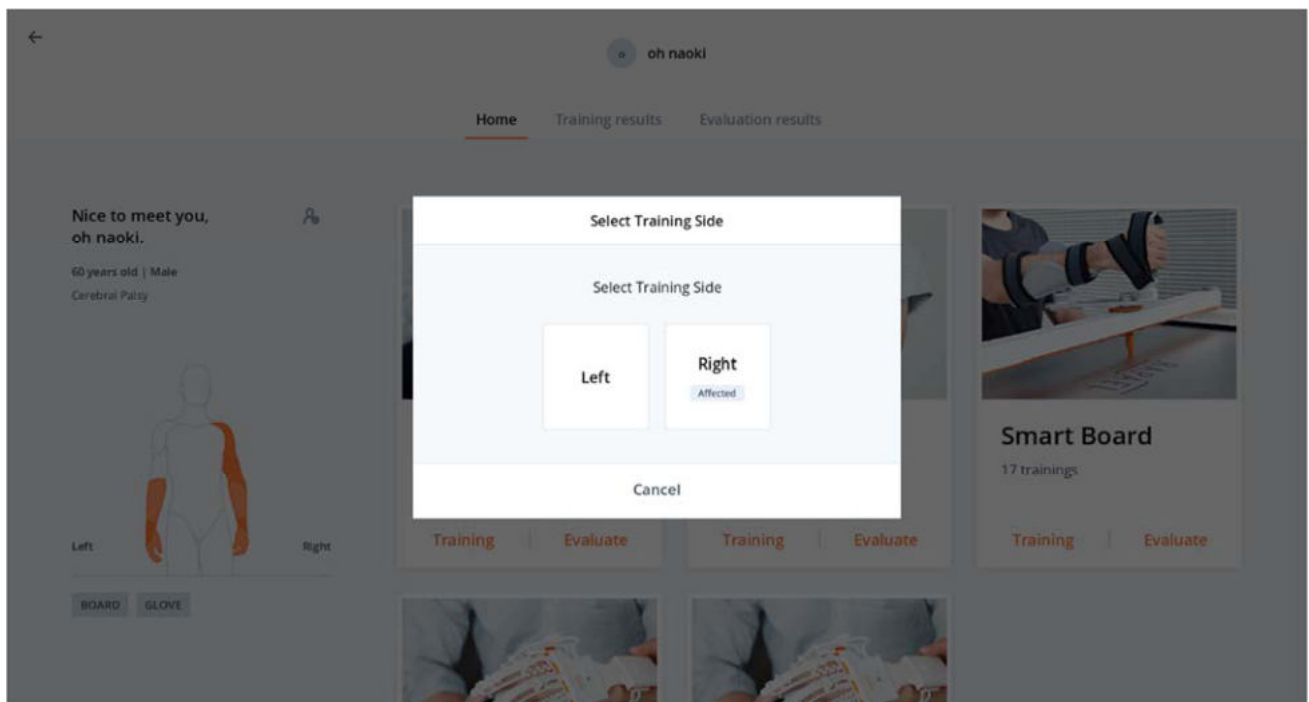 oh naoki
Home Training results Evaluation results
Nice to meet you,
oh naoki.
60 years old | Male
Cerebral Palsy
Left Right
BOARD GLOVE
Select Training Side
Select Training Side
Left
Right
Affected
Cancel
Training Evaluate
Training Evaluate
Smart Board
17 trainings
Training Evaluate